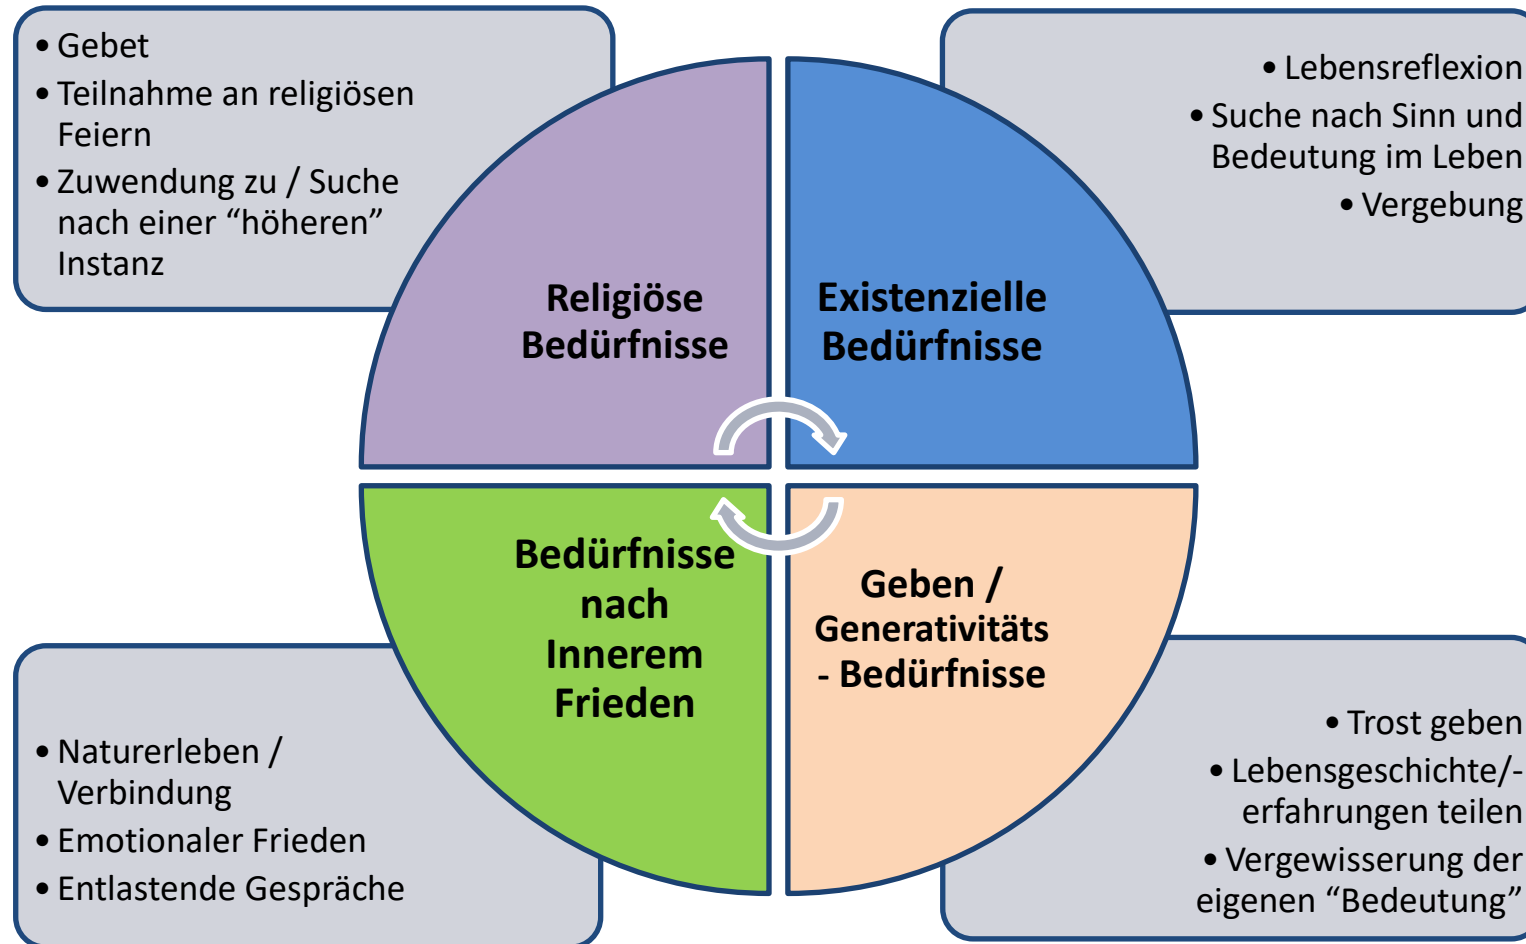 • Gebet
• Teilnahme an religiösen
Feiern
• Zuwendung zu / Suche
nach einer “höheren”
Instanz
• Lebensreflexion
• Suche nach Sinn und
Bedeutung im Leben
• Vergebung
Religiöse
Bedürfnisse
Existenzielle
Bedürfnisse
Bedürfnisse
nach
Innerem
Frieden
Geben /
Generativitäts
- Bedürfnisse
• Naturerleben /
Verbindung
• Emotionaler Frieden
• Entlastende Gespräche
• Trost geben
• Lebensgeschichte/-
erfahrungen teilen
• Vergewisserung der
eigenen “Bedeutung”